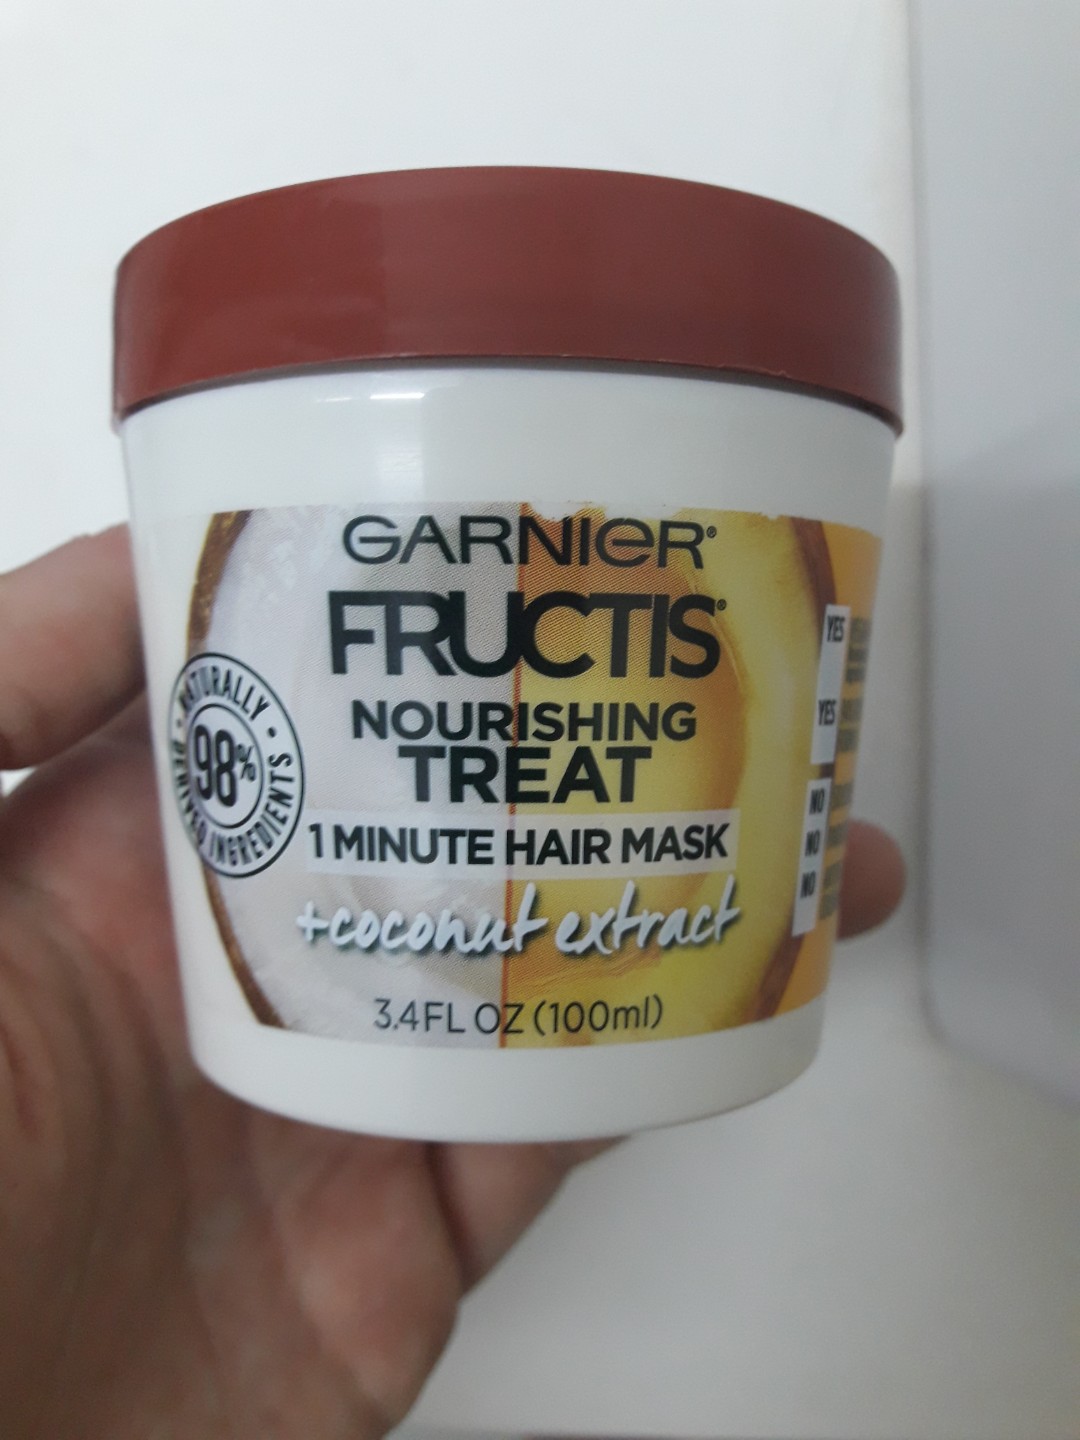 GARNIER®
FRUCTIS®
NOURISHING
TREAT
1 MINUTE HAIR MASK
+coconut extract
3.4FL OZ (100ml)
• NATURALLY •
98%
DERIVED INGREDIENTS
YES
YES
NO
NO
NO